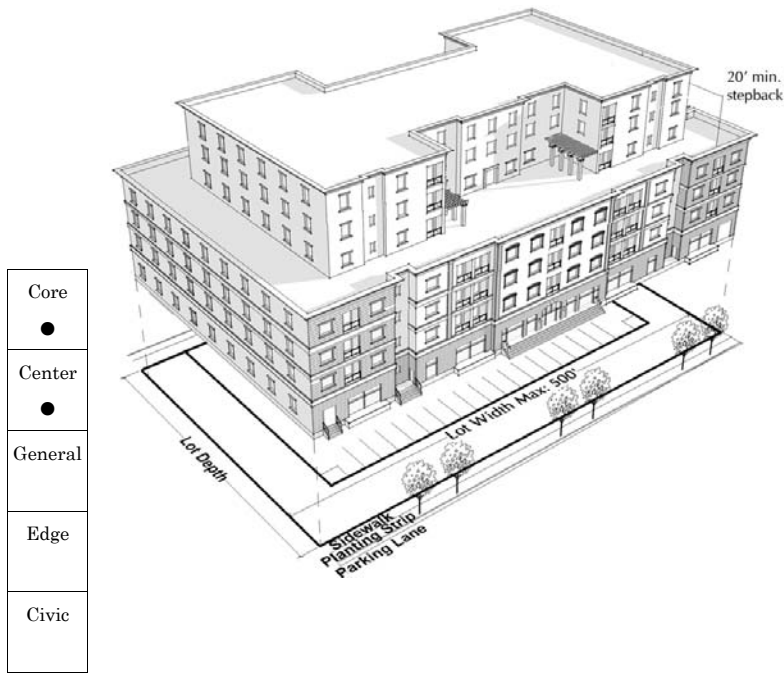 20' min.
stepback
Core
●
Center
●
General
Edge
Civic
Lot Width Max: 500'
Lot Depth
Sidewalk
Planting Strip
Parking Lane